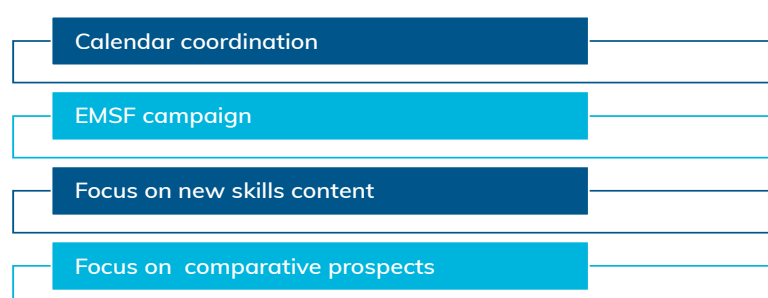 Calendar coordination
EMSF campaign
Focus on new skills content
Focus on  comparative prospects